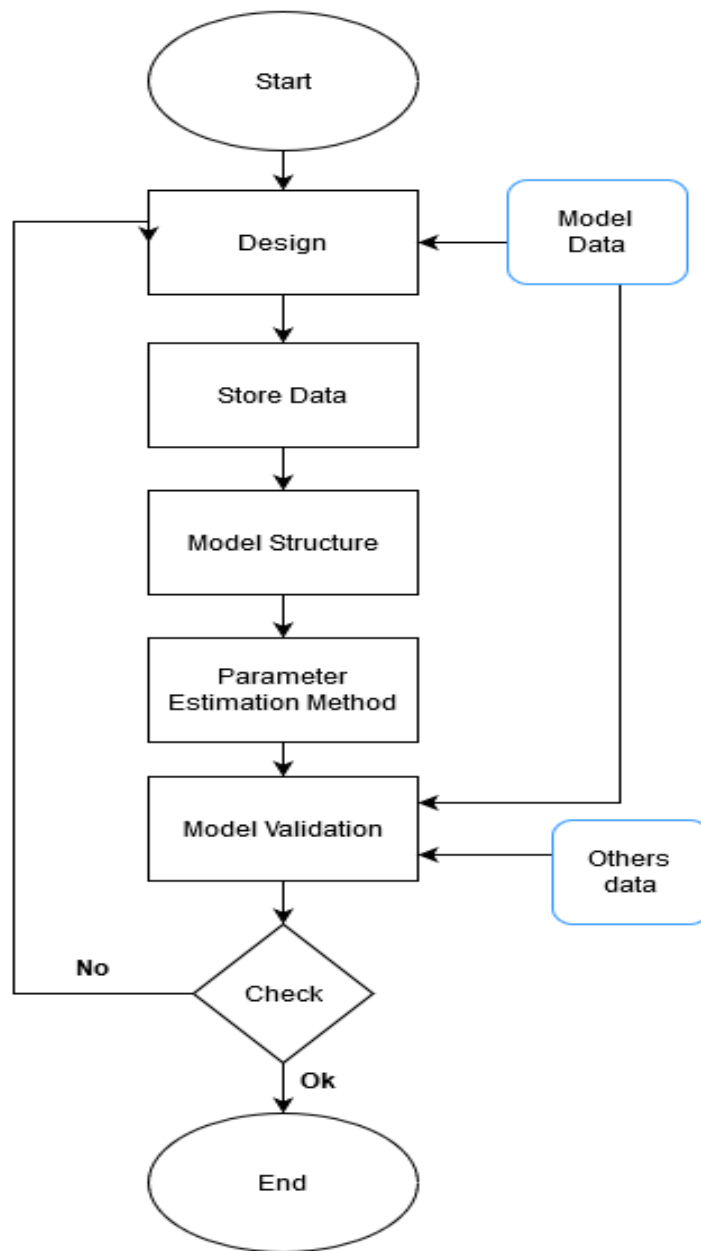 Start
Design
Model
Data
Store Data
Model Structure
Parameter
Estimation Method
Model Validation
Others
data
No
Check
Ok
End